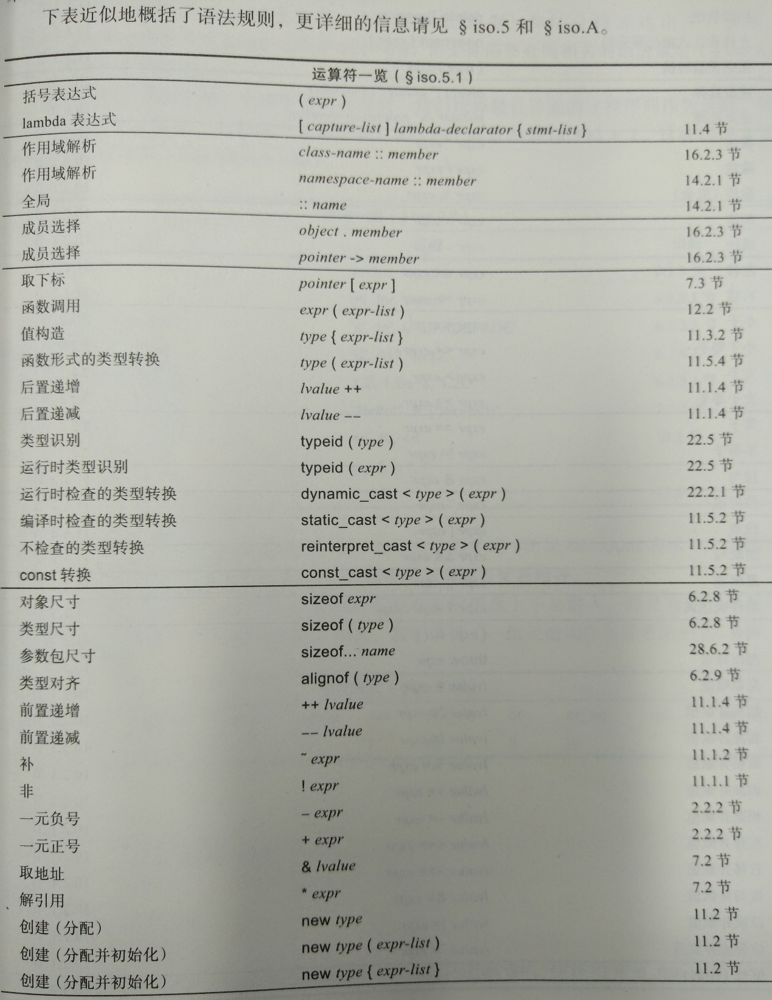 下表近似地概括了语法规则，更详细的信息请见 § iso.5 和 § iso.A。
运算符一览（§ iso.5.1）
括号表达式 ( expr )
lambda 表达式 [ capture-list ] lambda-declarator { stmt-list } 11.4 节
作用域解析 class-name :: member 16.2.3 节
作用域解析 namespace-name :: member 14.2.1 节
全局 :: name 14.2.1 节
成员选择 object . member 16.2.3 节
成员选择 pointer -> member 16.2.3 节
取下标 pointer [ expr ] 7.3 节
函数调用 expr ( expr-list ) 12.2 节
值构造 type { expr-list } 11.3.2 节
函数形式的类型转换 type ( expr-list ) 11.5.4 节
后置递增 lvalue ++ 11.1.4 节
后置递减 lvalue −− 11.1.4 节
类型识别 typeid ( type ) 22.5 节
运行时类型识别 typeid ( expr ) 22.5 节
运行时检查的类型转换 dynamic_cast < type > ( expr ) 22.2.1 节
编译时检查的类型转换 static_cast < type > ( expr ) 11.5.2 节
不检查的类型转换 reinterpret_cast < type > ( expr ) 11.5.2 节
const 转换 const_cast < type > ( expr ) 11.5.2 节
对象尺寸 sizeof expr 6.2.8 节
类型尺寸 sizeof ( type ) 6.2.8 节
参数包尺寸 sizeof... name 28.6.2 节
类型对齐 alignof ( type ) 6.2.9 节
前置递增 ++ lvalue 11.1.4 节
前置递减 −− lvalue 11.1.4 节
补 ~ expr 11.1.2 节
非 ! expr 11.1.1 节
一元负号 − expr 2.2.2 节
一元正号 + expr 2.2.2 节
取地址 & lvalue 7.2 节
解引用 * expr 7.2 节
创建（分配） new type 11.2 节
创建（分配并初始化） new type ( expr-list ) 11.2 节
创建（分配并初始化） new type { expr-list } 11.2 节